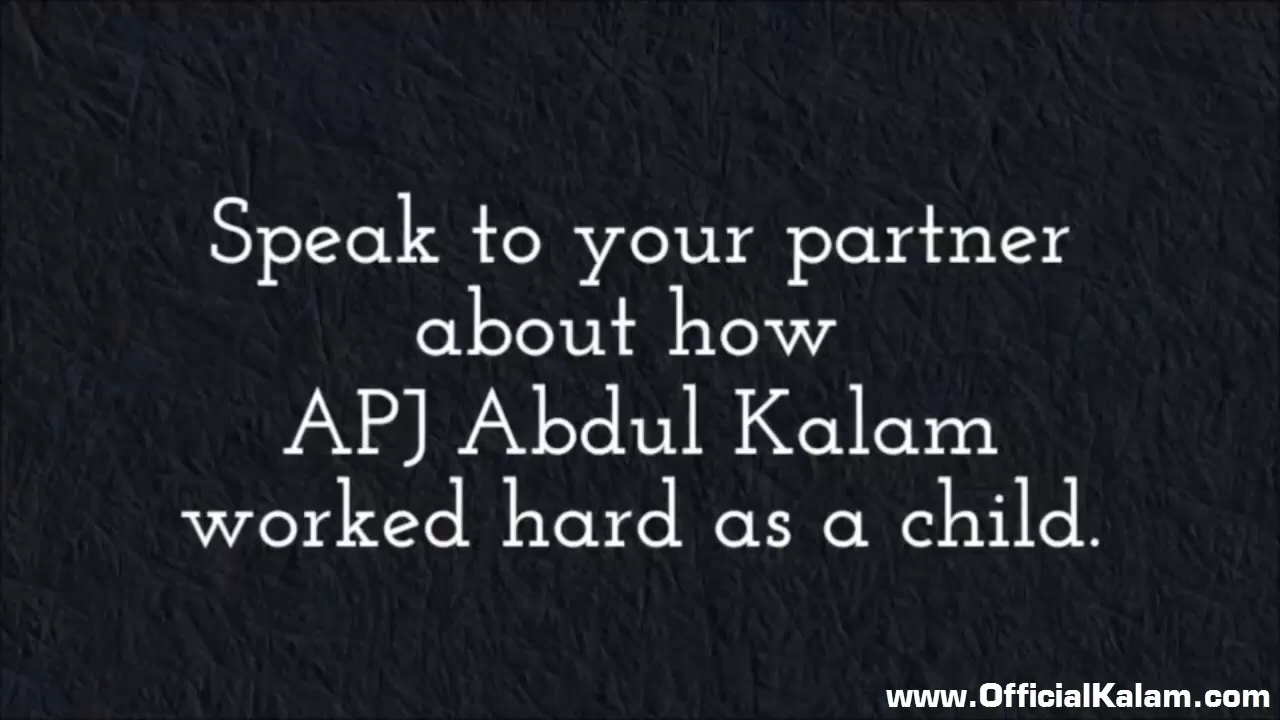 Speak to your partner
about how
APJ Abdul Kalam
worked hard as a child.
www.OfficialKalam.com